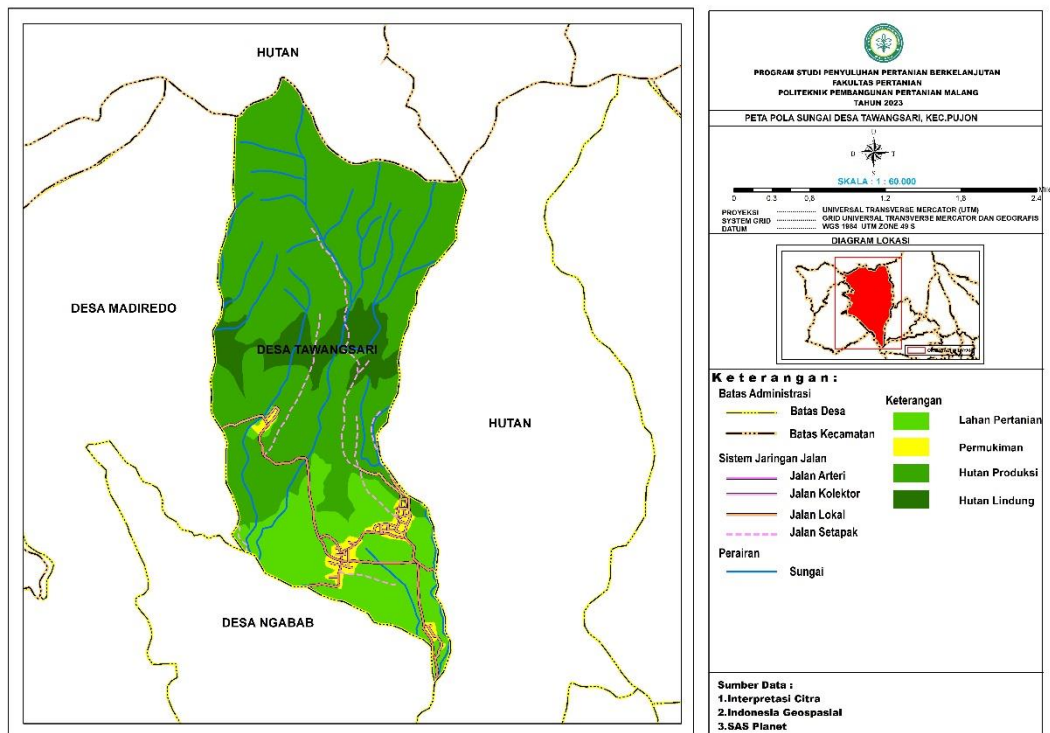 HUTAN
DESA MADIREDO
DESA TAWANGSARI
HUTAN
DESA NGABAB
PROGRAM STUDI PENYULUHAN PERTANIAN BERKELANJUTAN
FAKULTAS PERTANIAN
POLITEKNIK PEMBANGUNAN PERTANIAN MALANG
TAHUN 2023
PETA POLA SUNGAI DESA TAWANGSARI, KEC.PUJON
U
B T
S
SKALA : 1 : 60.000
0 0.3 0.6 1.2 1.8 2.4
PROYEKSI .................. UNIVERSAL TRANSVERSE MERCATOR (UTM)
SYSTEM GRID .................. GRID UNIVERSAL TRANSVERSE MERCATOR DAN GEOGRAFIS
DATUM .................. WGS 1984 UTM ZONE 49 S
DIAGRAM LOKASI
Keterangan:
Batas Administrasi
Batas Desa
Batas Kecamatan
Sistem Jaringan Jalan
Jalan Arteri
Jalan Kolektor
Jalan Lokal
Jalan Setapak
Perairan
Sungai
Keterangan
Lahan Pertanian
Permukiman
Hutan Produksi
Hutan Lindung
Sumber Data :
1.Interpretasi Citra
2.Indonesia Geospasial
3.SAS Planet